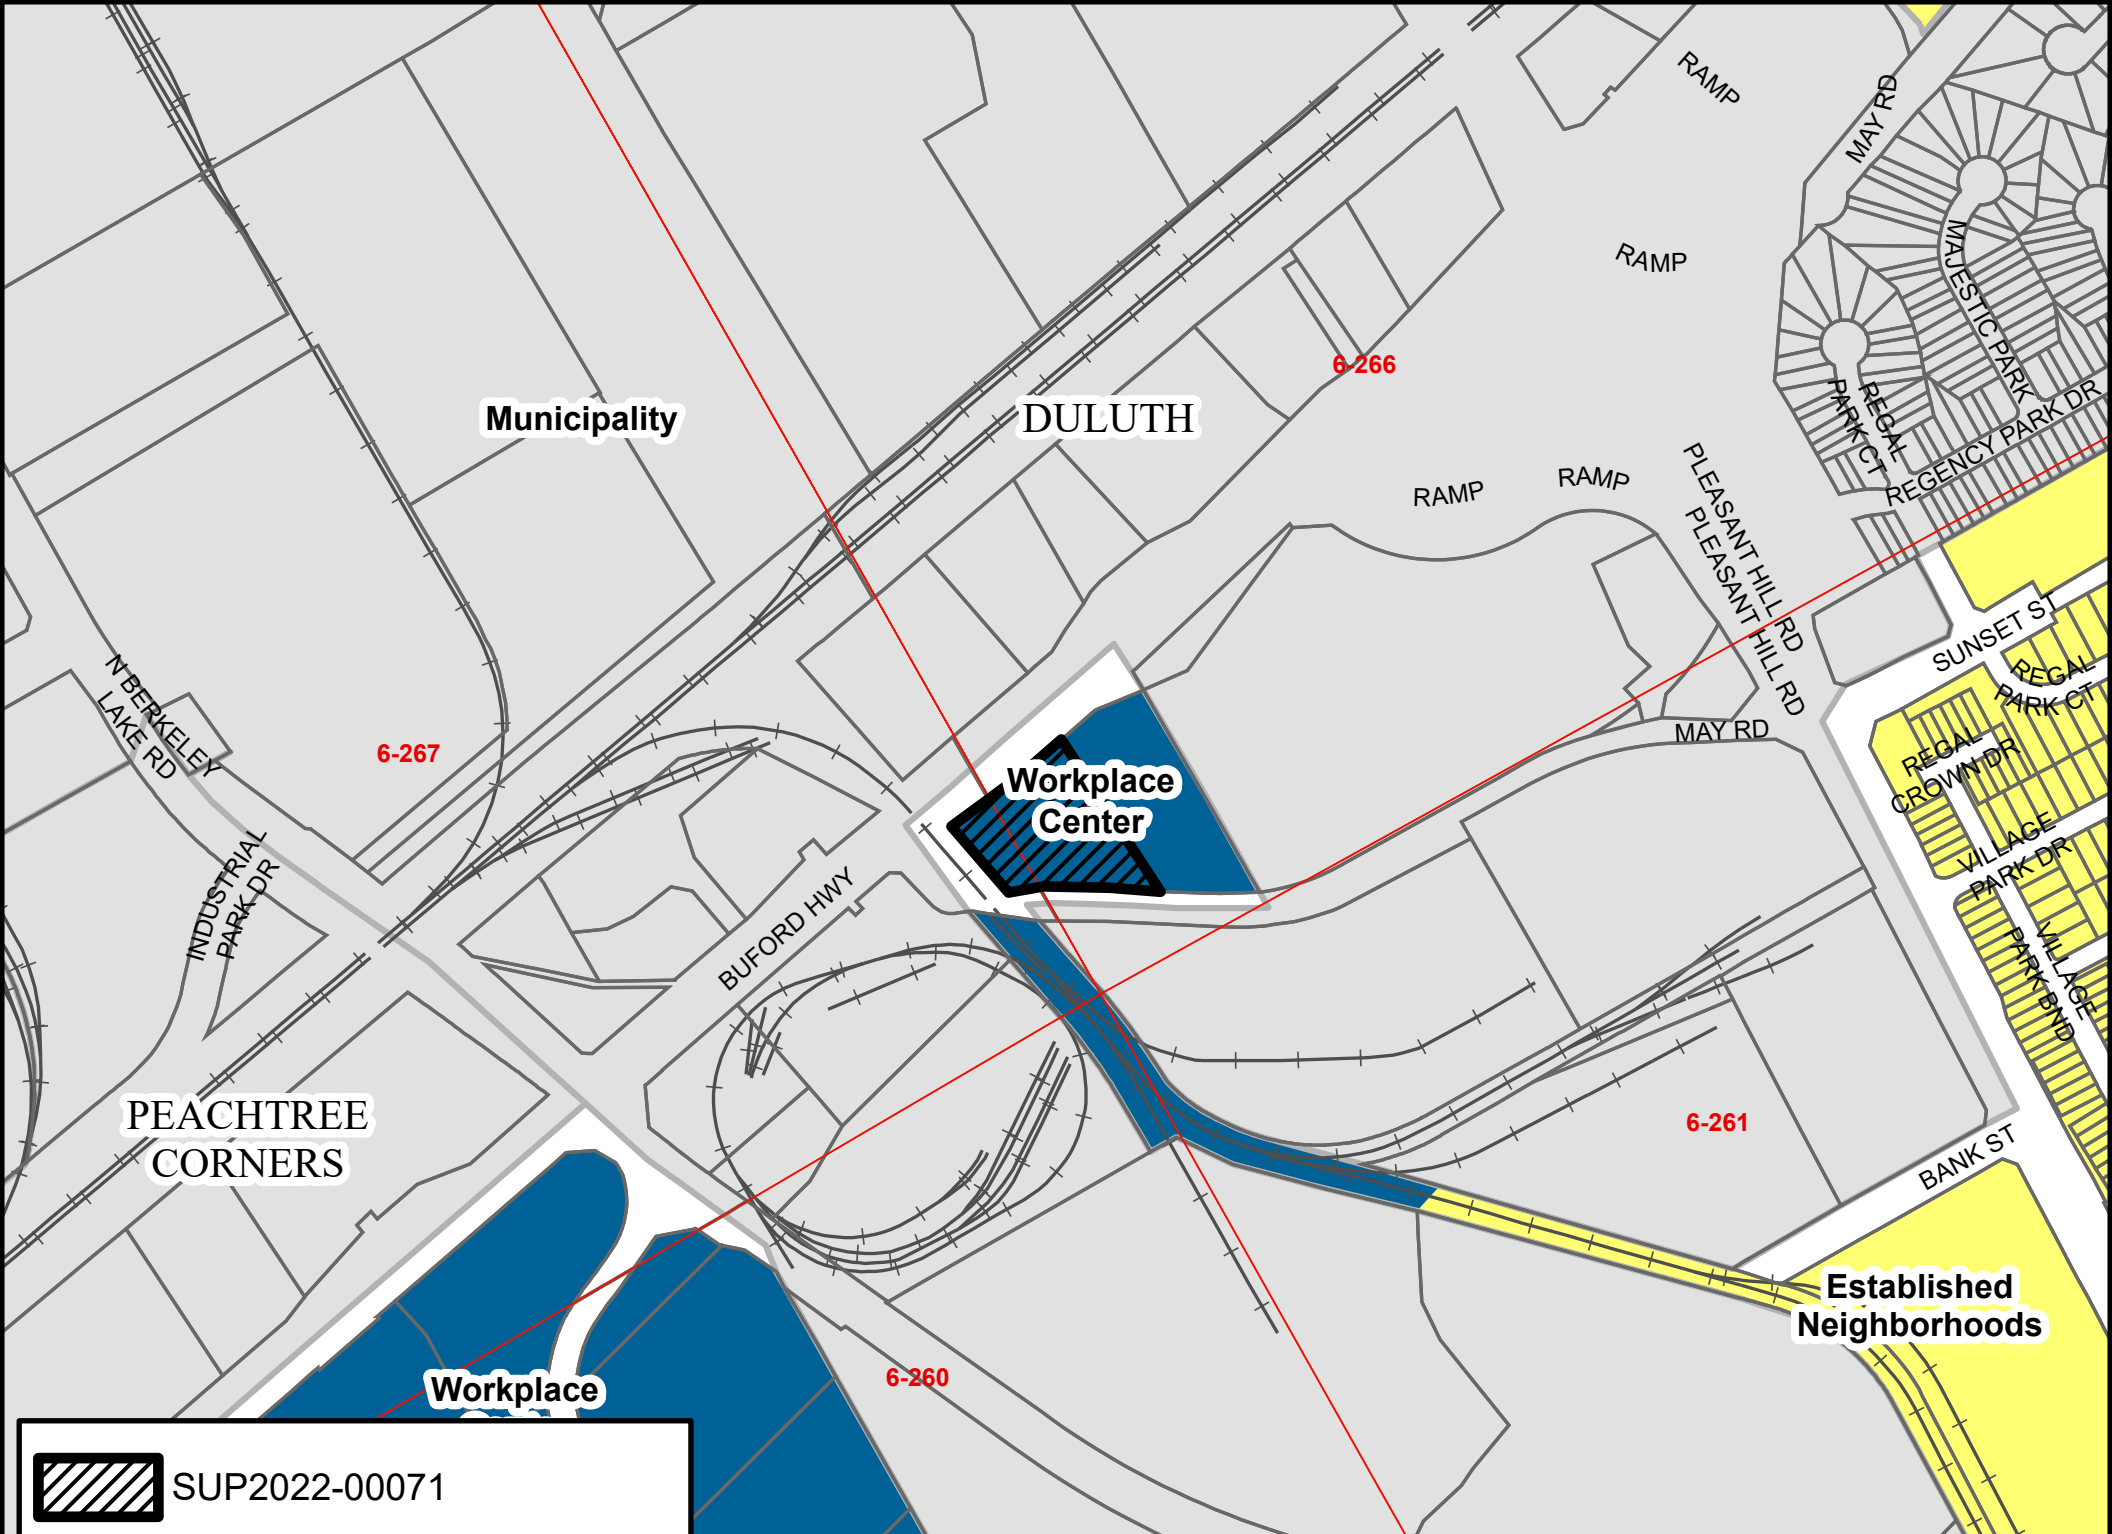 RAMP
MAY RD
RAMP
MAJESTIC PARK
6-266
Municipality
DULUTH
REGAL
PARK CT
REGENCY PARK DR
RAMP
RAMP
PLEASANT HILL RD
PLEASANT HILL RD
SUNSET ST
REGAL
PARK CT
N BERKELEY
LAKE RD
6-267
MAY RD
REGAL
CROWN DR
Workplace
Center
VILLAGE
PARK DR
INDUSTRIAL
PARK DR
BUFORD HWY
VILLAGE
PARK BND
PEACHTREE
CORNERS
6-261
BANK ST
Established
Neighborhoods
6-260
Workplace
SUP2022-00071